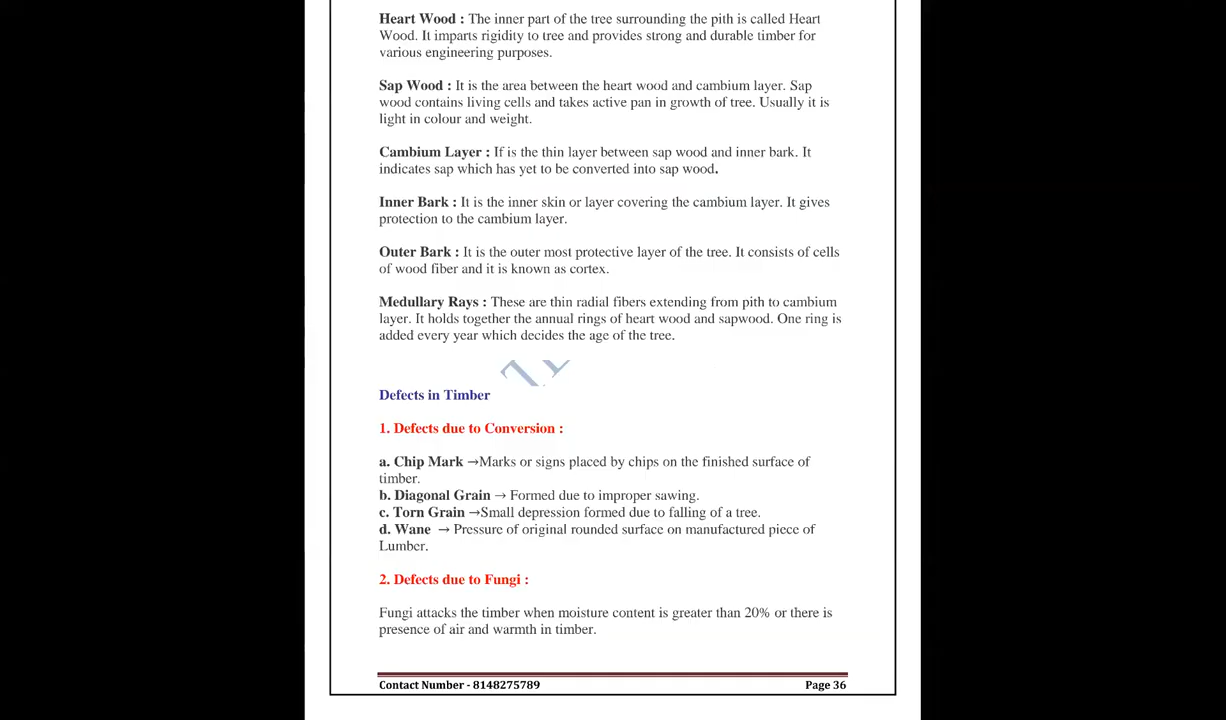 Heart Wood : The inner part of the tree surrounding the pith is called Heart
Wood. It imparts rigidity to tree and provides strong and durable timber for
various engineering purposes.
Sap Wood : It is the area between the heart wood and cambium layer. Sap
wood contains living cells and takes active pan in growth of tree. Usually it is
light in colour and weight.
Cambium Layer : If is the thin layer between sap wood and inner bark. It
indicates sap which has yet to be converted into sap wood.
Inner Bark : It is the inner skin or layer covering the cambium layer. It gives
protection to the cambium layer.
Outer Bark : It is the outer most protective layer of the tree. It consists of cells
of wood fiber and it is known as cortex.
Medullary Rays : These are thin radial fibers extending from pith to cambium
layer. It holds together the annual rings of heart wood and sapwood. One ring is
added every year which decides the age of the tree.
Defects in Timber
1. Defects due to Conversion :
a. Chip Mark →Marks or signs placed by chips on the finished surface of
timber.
b. Diagonal Grain → Formed due to improper sawing.
c. Torn Grain →Small depression formed due to falling of a tree.
d. Wane → Pressure of original rounded surface on manufactured piece of
Lumber.
2. Defects due to Fungi :
Fungi attacks the timber when moisture content is greater than 20% or there is
presence of air and warmth in timber.
Contact Number - 8148275789 Page 36